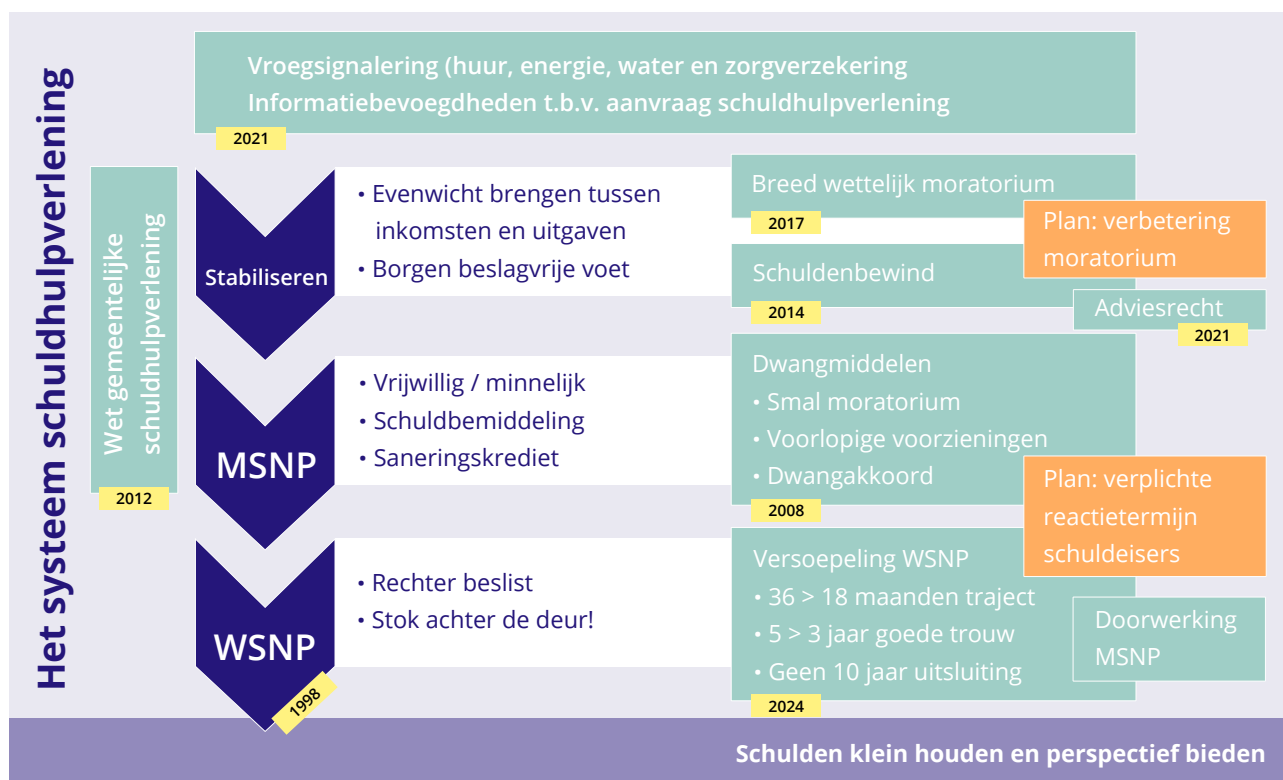 Het systeem schuldhulpverlening
Vroegsignalering (huur, energie, water en zorgverzekering
Informatiebevoegdheden t.b.v. aanvraag schuldhulpverlening
2021
Wet gemeentelijke
schuldhulpverlening
2012
Stabiliseren
• Evenwicht brengen tussen
inkomsten en uitgaven
• Borgen beslagvrije voet
Breed wettelijk moratorium
2017
Plan: verbetering
moratorium
Schuldenbewind
2014
Adviesrecht
2021
MSNP
• Vrijwillig / minnelijk
• Schuldbemiddeling
• Saneringskrediet
Dwangmiddelen
• Smal moratorium
• Voorlopige voorzieningen
• Dwangakkoord
2008
Plan: verplichte
reactietermijn
schuldeisers
WSNP
1998
• Rechter beslist
• Stok achter de deur!
Versoepeling WSNP
• 36 > 18 maanden traject
• 5 > 3 jaar goede trouw
• Geen 10 jaar uitsluiting
2024
Doorwerking
MSNP
Schulden klein houden en perspectief bieden